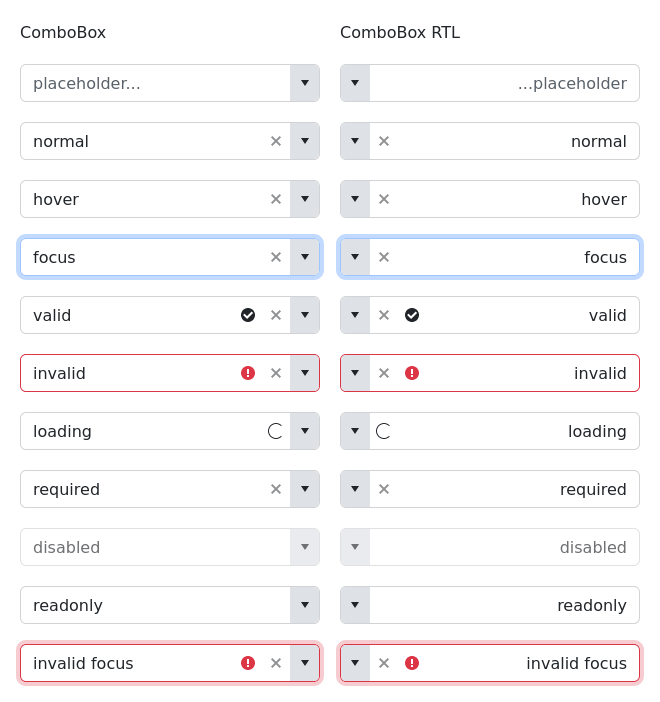 ComboBox
ComboBox RTL
placeholder...
...placeholder
normal
normal
hover
hover
focus
focus
valid
valid
invalid
invalid
loading
loading
required
required
disabled
disabled
readonly
readonly
invalid focus
invalid focus